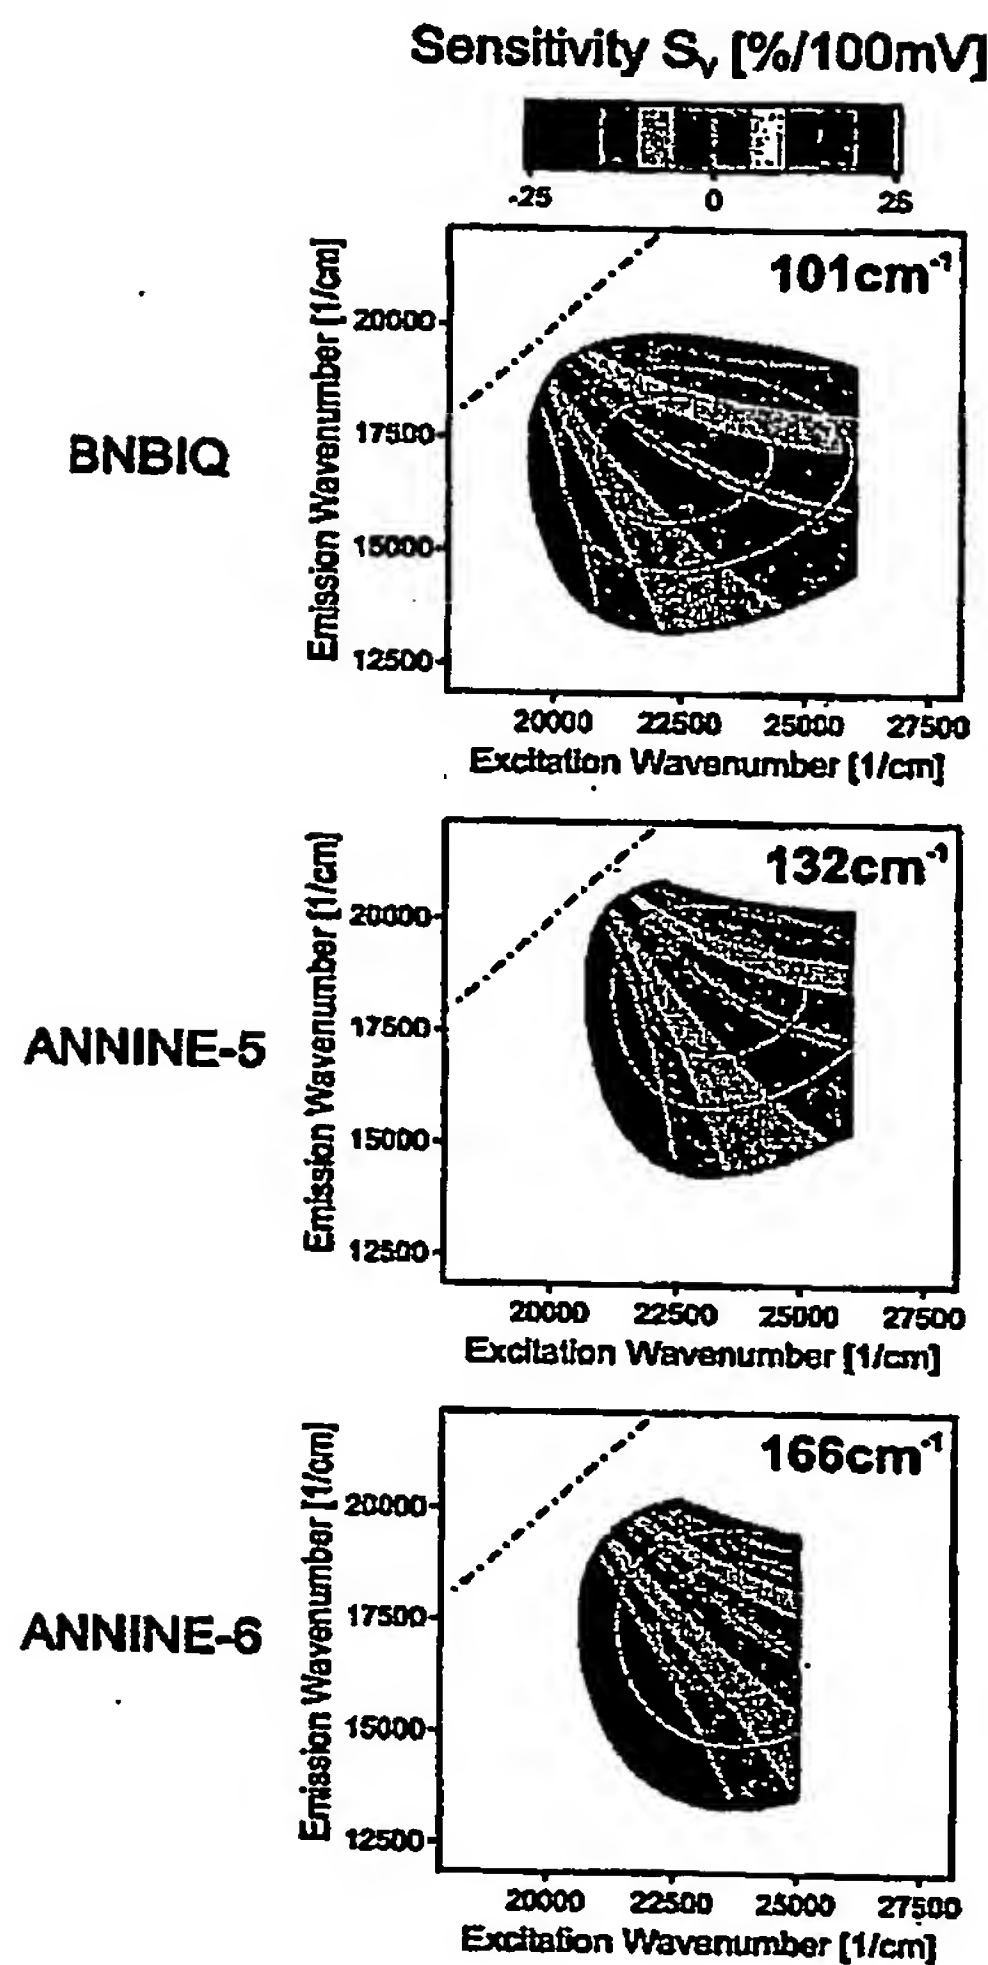 Sensitivity Sv [%/100mV]
-25 0 25
101cm-1
BNBIQ
Emission Wavenumber [1/cm]
20000
17500
15000
12500
20000 22500 25000 27500
Excitation Wavenumber [1/cm]
132cm-1
ANNINE-5
Emission Wavenumber [1/cm]
20000
17500
15000
12500
20000 22500 25000 27500
Excitation Wavenumber [1/cm]
166cm-1
ANNINE-6
Emission Wavenumber [1/cm]
20000
17500
15000
12500
20000 22500 25000 27500
Excitation Wavenumber [1/cm]